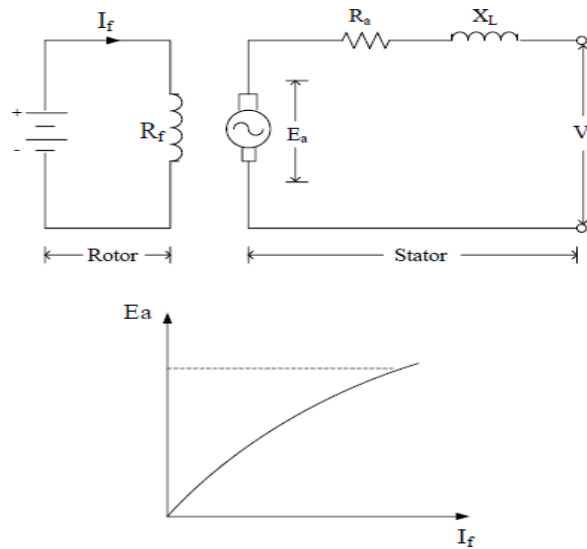 I_f
R_a
X_L
+
-
R_f
E_a
V
Rotor
Stator
Ea
I_f